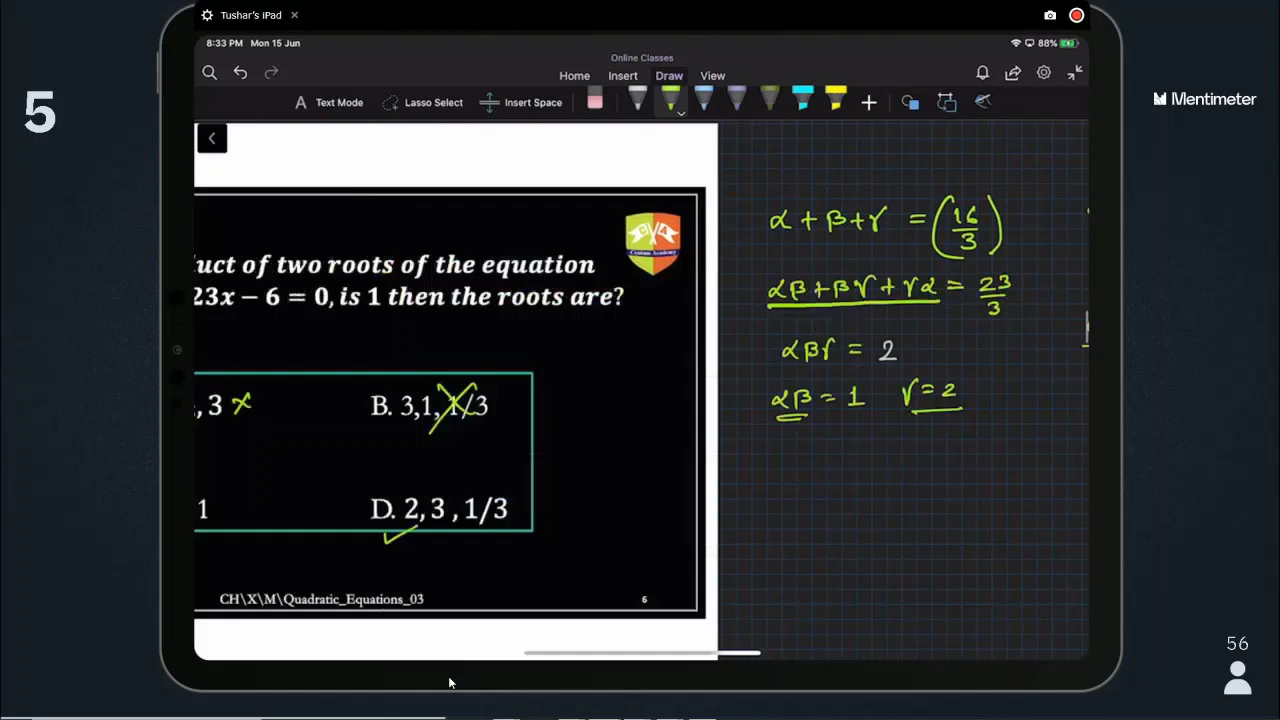 Tushar's iPad ×
8:33 PM Mon 15 Jun
88%
Online Classes
Home Insert Draw View
Text Mode Lasso Select Insert Space
5
Mentimeter
duct of two roots of the equation
23x − 6 = 0, is 1 then the roots are?
, 3 ×
B. 3,1, 1/3
1
D. 2, 3 , 1/3
CH\X\M\Quadratic_Equations_03
6
α + β + γ = (16/3)
αβ + βγ + γα = 23/3
αβγ = 2
αβ = 1 γ = 2
56